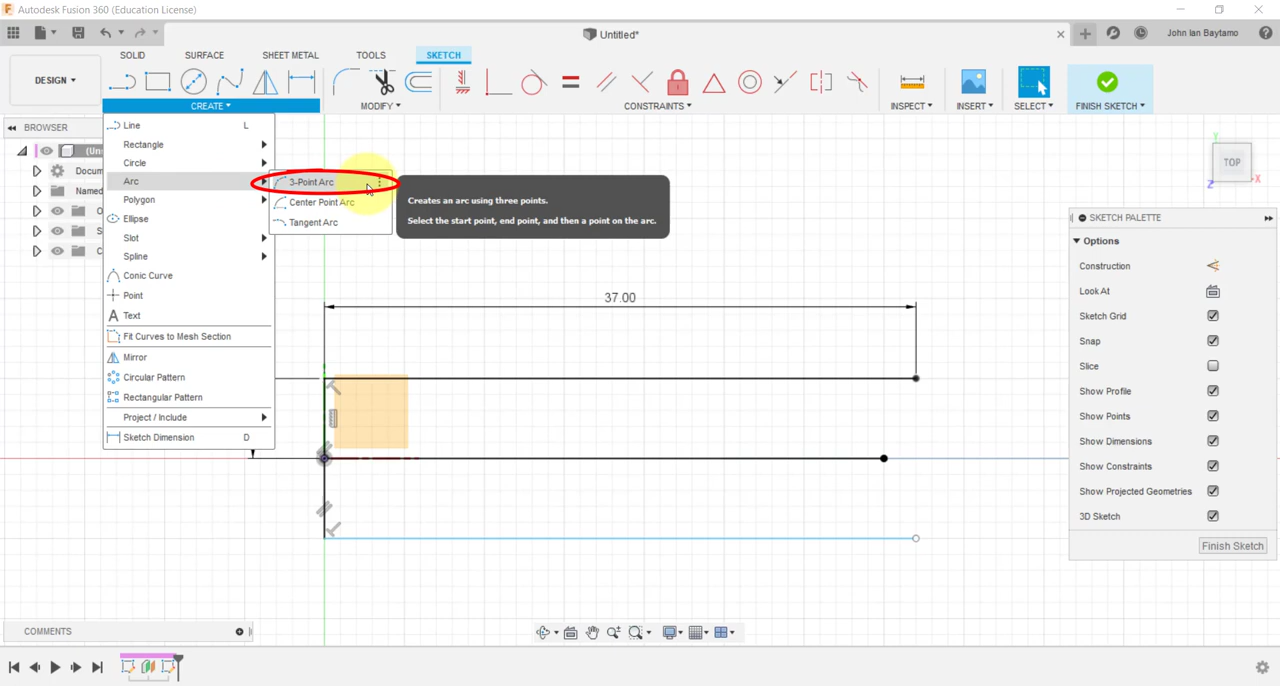 Autodesk Fusion 360 (Education License)
Untitled*
John Ian Baytamo
DESIGN
SOLID SURFACE SHEET METAL TOOLS SKETCH
CREATE MODIFY CONSTRAINTS INSPECT INSERT SELECT FINISH SKETCH
BROWSER
(Un
Docum
Named
O
S
C
Line L
Rectangle
Circle
Arc
Polygon
Ellipse
Slot
Spline
Conic Curve
Point
Text
Fit Curves to Mesh Section
Mirror
Circular Pattern
Rectangular Pattern
Project / Include
Sketch Dimension D
3-Point Arc
Center Point Arc
Tangent Arc
Creates an arc using three points.
Select the start point, end point, and then a point on the arc.
37.00
TOP
Y
X
Z
SKETCH PALETTE
Options
Construction
Look At
Sketch Grid
Snap
Slice
Show Profile
Show Points
Show Dimensions
Show Constraints
Show Projected Geometries
3D Sketch
Finish Sketch
COMMENTS